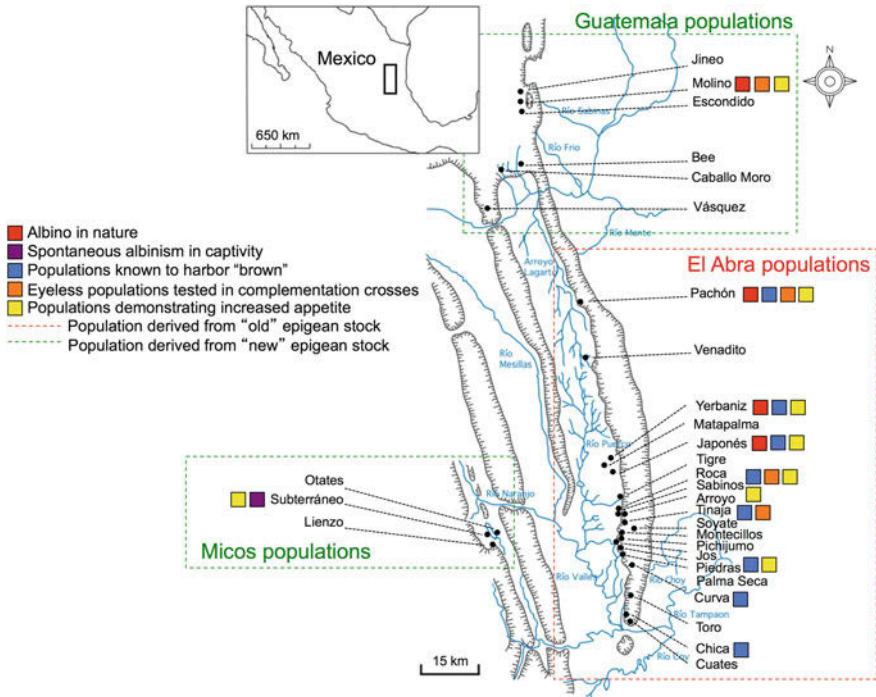 Guatemala populations
Mexico
650 km
N
Jineo
Molino
Escondido
Río Sabinas
Río Frio
Bee
Caballo Moro
Vásquez
Río Mante
Albino in nature
Spontaneous albinism in captivity
Populations known to harbor "brown"
Eyeless populations tested in complementation crosses
Populations demonstrating increased appetite
Population derived from "old" epigean stock
Population derived from "new" epigean stock
El Abra populations
Arroyo
Lagarto
Pachón
Río
Mesillas
Venadito
Yerbaniz
Matapalma
Río Puerco
Japonés
Tigre
Roca
Sabinos
Arroyo
Tinaja
Soyate
Montecillos
Pichijumo
Jos
Piedras
Palma Seca
Curva
Toro
Chica
Cuates
Otates
Subterráneo
Lienzo
Río Naranjo
Micos populations
Río Valles
Río Choy
Río Tampaon
Río Coy
15 km